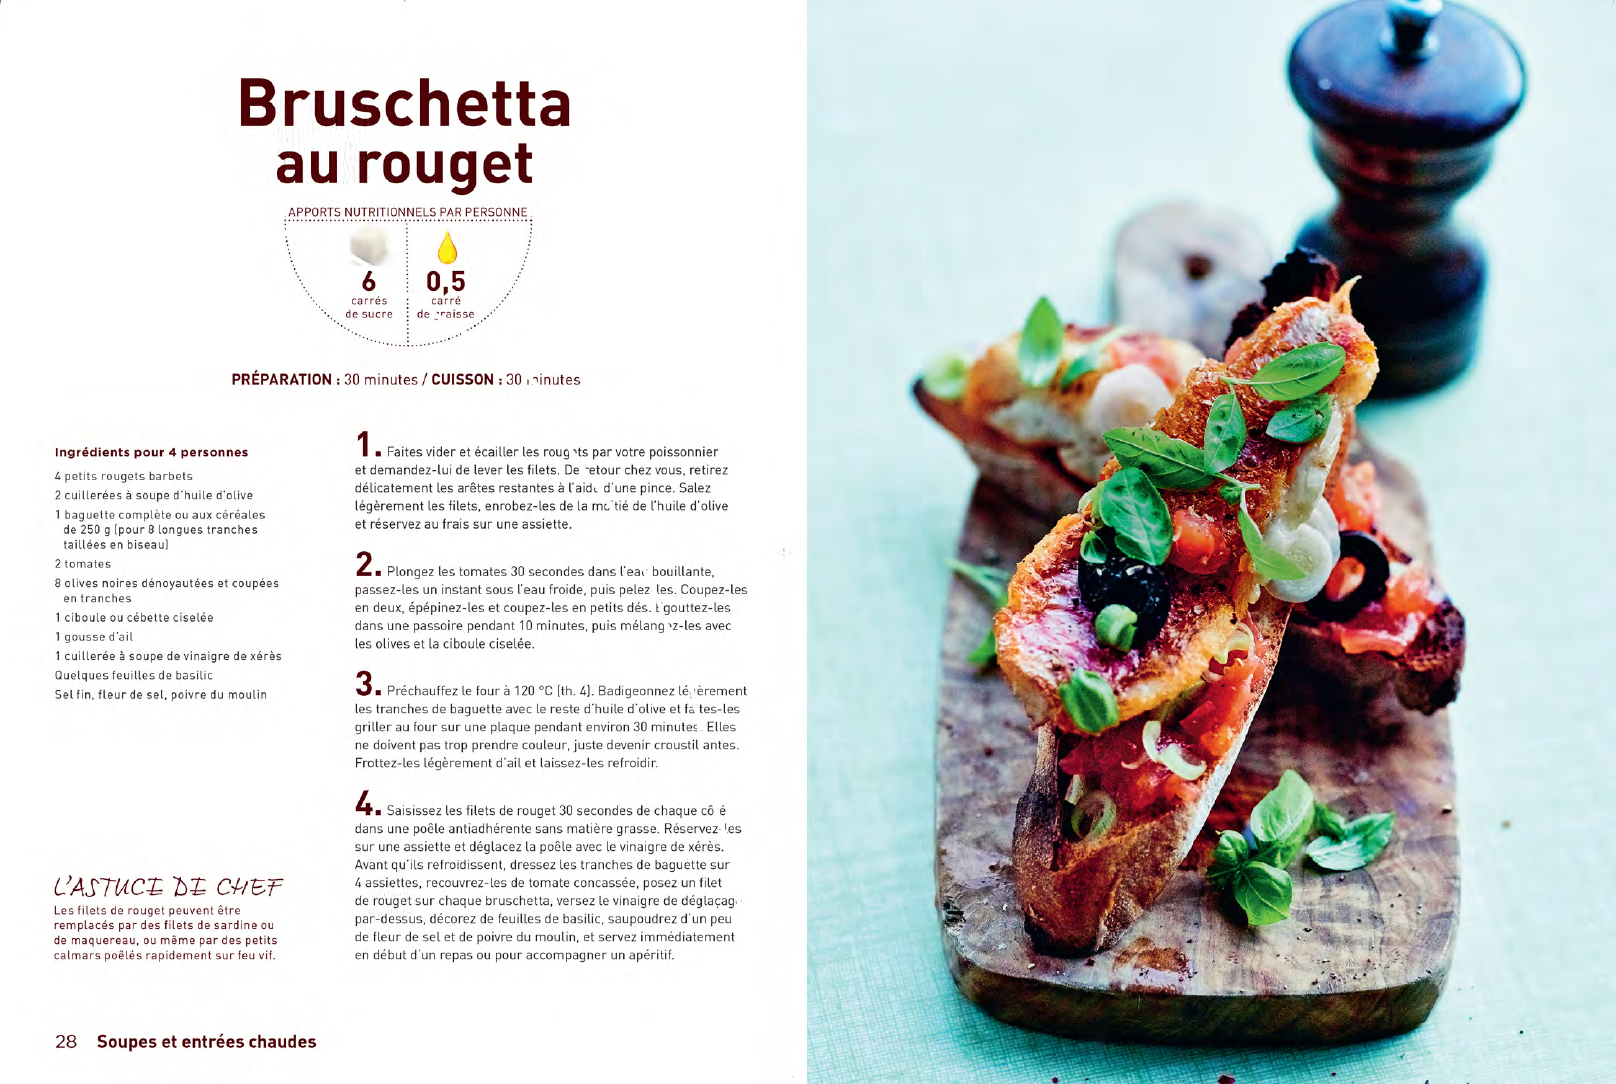 Bruschetta
au rouget
APPORTS NUTRITIONNELS PAR PERSONNE
6
carrés
de sucre
0,5
carré
de graisse
PRÉPARATION : 30 minutes / CUISSON : 30 minutes
Ingrédients pour 4 personnes
4 petits rougets barbets
2 cuillerées à soupe d'huile d'olive
1 baguette complète ou aux céréales
de 250 g (pour 8 longues tranches
taillées en biseau)
2 tomates
8 olives noires dénoyautées et coupées
en tranches
1 ciboule ou cébette ciselée
1 gousse d'ail
1 cuillerée à soupe de vinaigre de xérès
Quelques feuilles de basilic
Sel fin, fleur de sel, poivre du moulin
L'ASTUCE DE CHEF
Les filets de rouget peuvent être
remplacés par des filets de sardine ou
de maquereau, ou même par des petits
calmars poêlés rapidement sur feu vif.
1. Faites vider et écailler les rougets par votre poissonnier
et demandez-lui de lever les filets. De retour chez vous, retirez
délicatement les arêtes restantes à l'aide d'une pince. Salez
légèrement les filets, enrobez-les de la moitié de l'huile d'olive
et réservez au frais sur une assiette.
2. Plongez les tomates 30 secondes dans l'eau bouillante,
passez-les un instant sous l'eau froide, puis pelez-les. Coupez-les
en deux, épépinez-les et coupez-les en petits dés. Égouttez-les
dans une passoire pendant 10 minutes, puis mélangez-les avec
les olives et la ciboule ciselée.
3. Préchauffez le four à 120 °C (th. 4). Badigeonnez légèrement
les tranches de baguette avec le reste d'huile d'olive et faites-les
griller au four sur une plaque pendant environ 30 minutes. Elles
ne doivent pas trop prendre couleur, juste devenir croustillantes.
Frottez-les légèrement d'ail et laissez-les refroidir.
4. Saisissez les filets de rouget 30 secondes de chaque côté
dans une poêle antiadhérente sans matière grasse. Réservez-les
sur une assiette et déglacez la poêle avec le vinaigre de xérès.
Avant qu'ils refroidissent, dressez les tranches de baguette sur
4 assiettes, recouvrez-les de tomate concassée, posez un filet
de rouget sur chaque bruschetta, versez le vinaigre de déglaçage
par-dessus, décorez de feuilles de basilic, saupoudrez d'un peu
de fleur de sel et de poivre du moulin, et servez immédiatement
en début d'un repas ou pour accompagner un apéritif.
28 Soupes et entrées chaudes